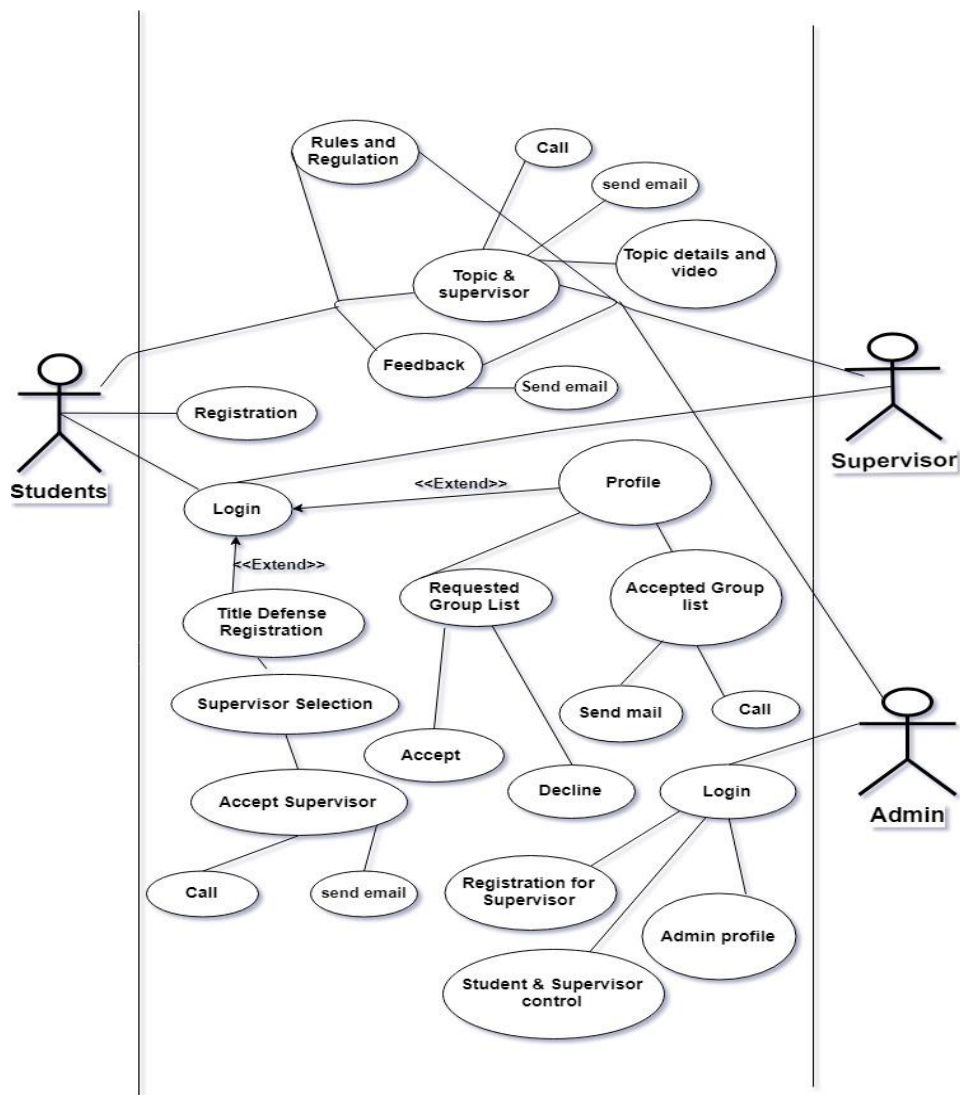 Rules and
Regulation
Call
send email
Topic details and
video
Topic &
supervisor
Feedback
Send email
Registration
Students
Supervisor
Login
<<Extend>>
Profile
<<Extend>>
Requested
Group List
Accepted Group
list
Title Defense
Registration
Supervisor Selection
Send mail
Call
Accept
Decline
Accept Supervisor
Login
Admin
Call
send email
Registration for
Supervisor
Admin profile
Student & Supervisor
control